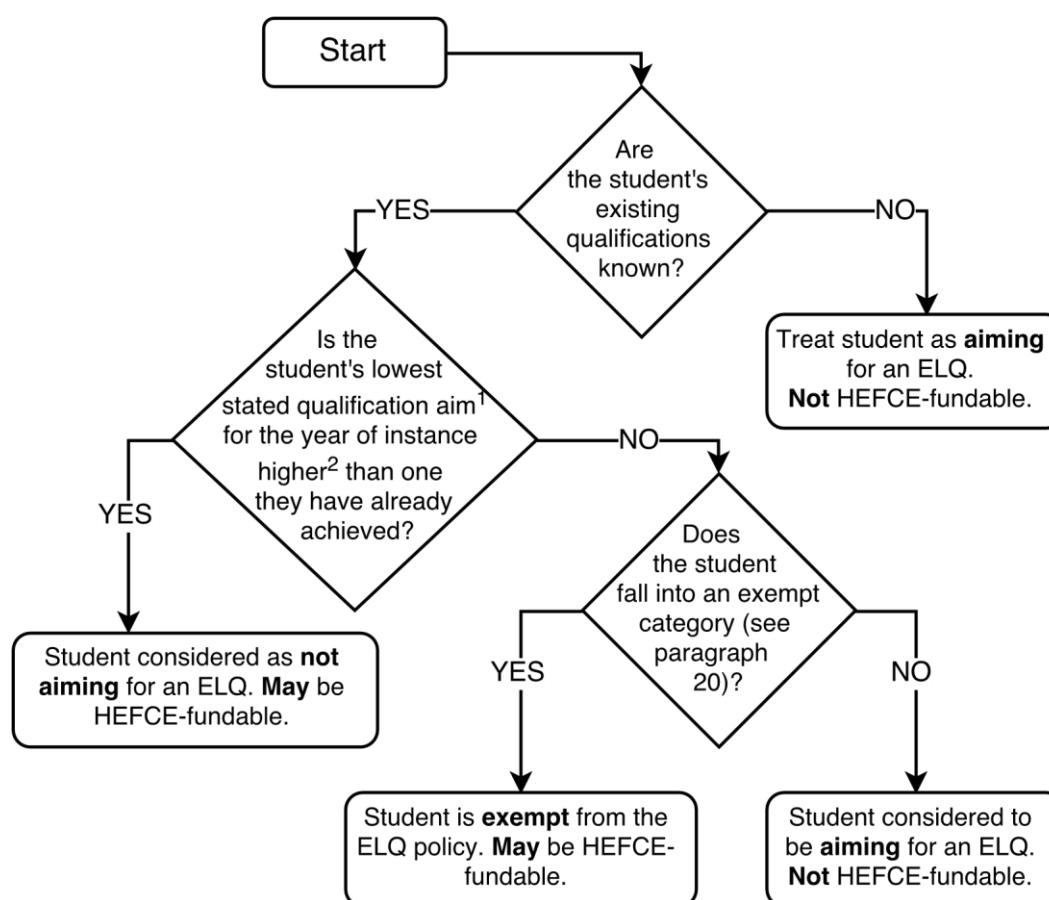 Start
Are
the student's
existing
qualifications
known?
YES
NO
Is the
student's lowest
stated qualification aim1
for the year of instance
higher2 than one
they have already
achieved?
Treat student as aiming
for an ELQ.
Not HEFCE-fundable.
YES
NO
Does
the student
fall into an exempt
category (see
paragraph
20)?
Student considered as not
aiming for an ELQ. May be
HEFCE-fundable.
YES
NO
Student is exempt from the
ELQ policy. May be HEFCE-
fundable.
Student considered to
be aiming for an ELQ.
Not HEFCE-fundable.